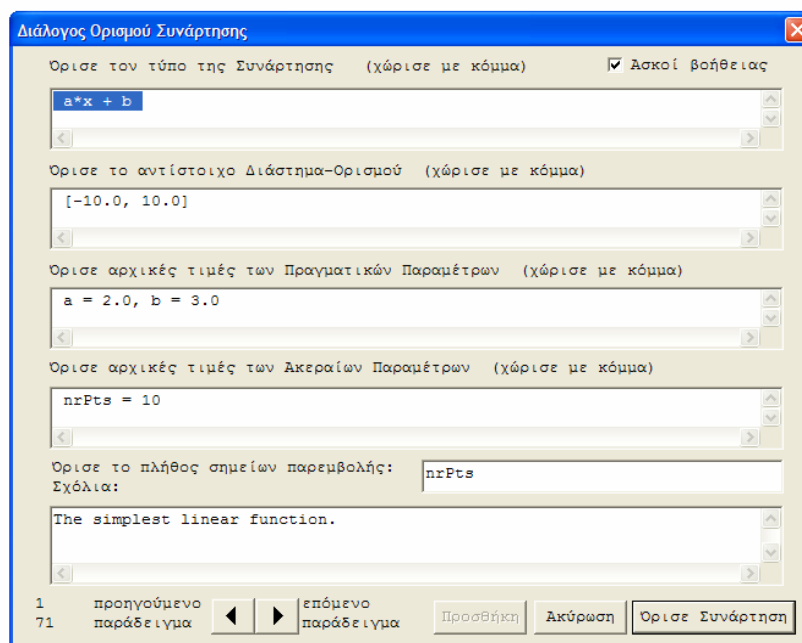 Διάλογος Ορισμού Συνάρτησης
Όρισε τον τύπο της Συνάρτησης (χώρισε με κόμμα) Ασκοί βοήθειας
a*x + b
Όρισε το αντίστοιχο Διάστημα-Ορισμού (χώρισε με κόμμα)
[-10.0, 10.0]
Όρισε αρχικές τιμές των Πραγματικών Παραμέτρων (χώρισε με κόμμα)
a = 2.0, b = 3.0
Όρισε αρχικές τιμές των Ακεραίων Παραμέτρων (χώρισε με κόμμα)
nrPts = 10
Όρισε το πλήθος σημείων παρεμβολής: nrPts
Σχόλια:
The simplest linear function.
1 προηγούμενο επόμενο
71 παράδειγμα παράδειγμα Προσθήκη Ακύρωση Όρισε Συνάρτηση